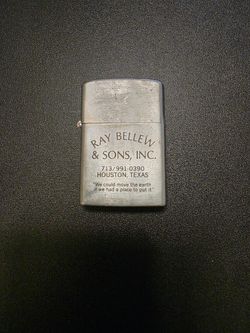 RAY BELLEW
& SONS, INC.
713/991-0390
HOUSTON, TEXAS
"We could move the earth
if we had a place to put it"